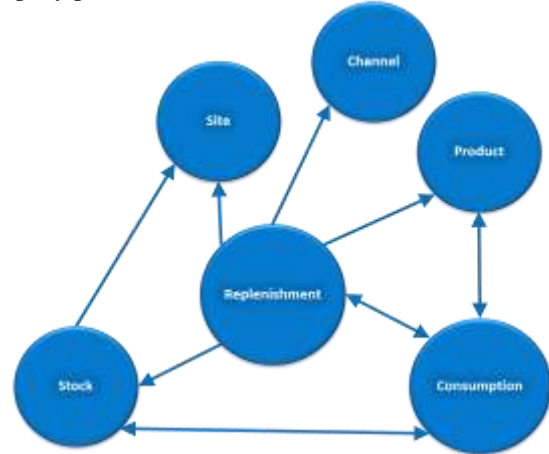 Channel
Site
Product
Replenishment
Stock
Consumption